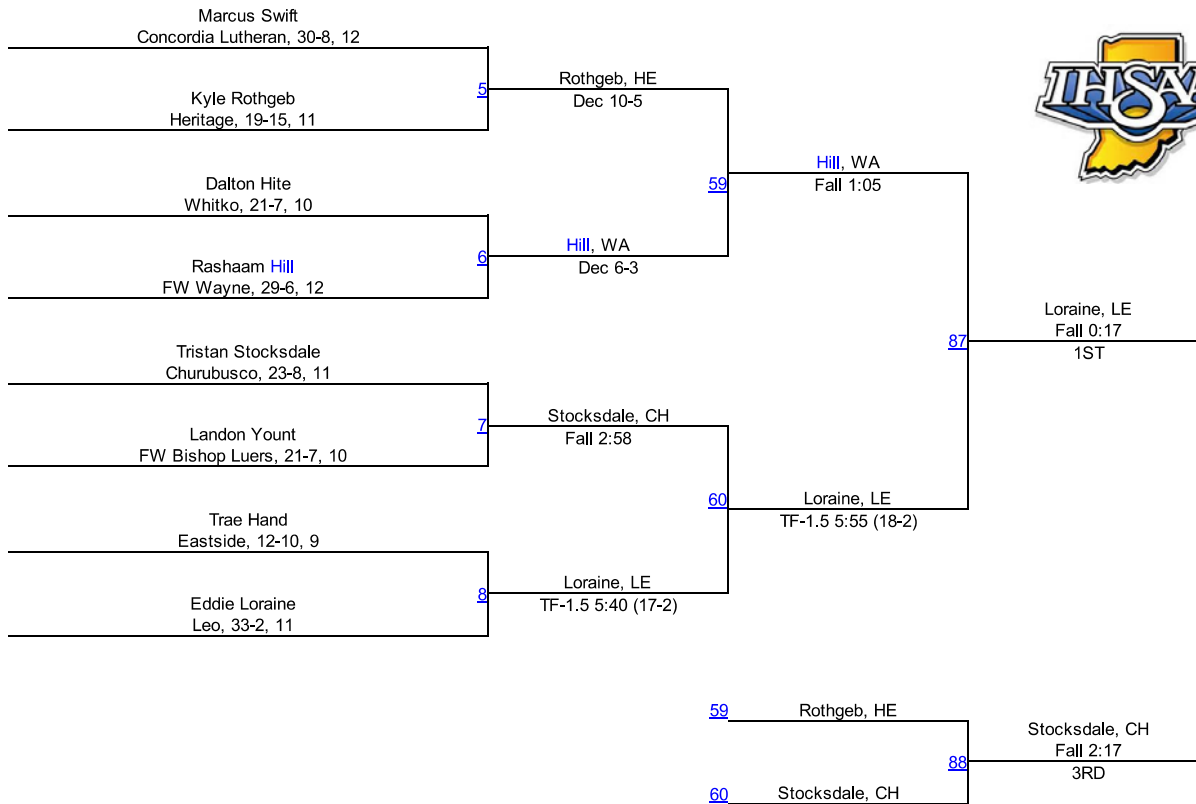 Marcus Swift
Concordia Lutheran, 30-8, 12
5
Rothgeb, HE
Dec 10-5
Kyle Rothgeb
Heritage, 19-15, 11
IHSAA
59
Hill, WA
Fall 1:05
Dalton Hite
Whitko, 21-7, 10
6
Hill, WA
Dec 6-3
Rashaam Hill
FW Wayne, 29-6, 12
87
Loraine, LE
Fall 0:17
1ST
Tristan Stocksdale
Churubusco, 23-8, 11
7
Stocksdale, CH
Fall 2:58
Landon Yount
FW Bishop Luers, 21-7, 10
60
Loraine, LE
TF-1.5 5:55 (18-2)
Trae Hand
Eastside, 12-10, 9
8
Loraine, LE
TF-1.5 5:40 (17-2)
Eddie Loraine
Leo, 33-2, 11
59
Rothgeb, HE
88
Stocksdale, CH
Fall 2:17
3RD
60
Stocksdale, CH